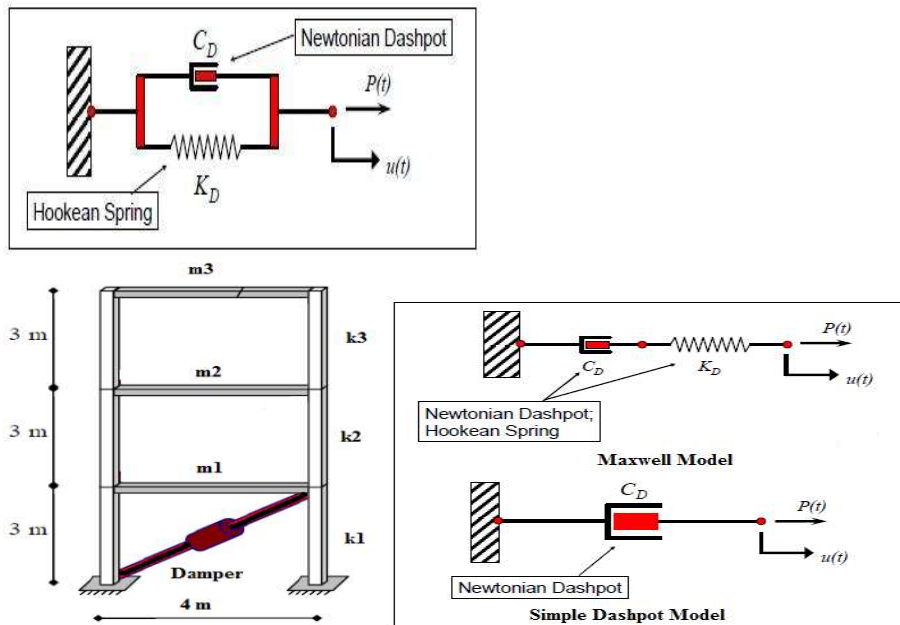 C_D
Newtonian Dashpot
P(t)
u(t)
K_D
Hookean Spring
m3
3 m
k3
m2
3 m
k2
m1
3 m
k1
Damper
4 m
P(t)
C_D
K_D
u(t)
Newtonian Dashpot;
Hookean Spring
Maxwell Model
C_D
P(t)
u(t)
Newtonian Dashpot
Simple Dashpot Model